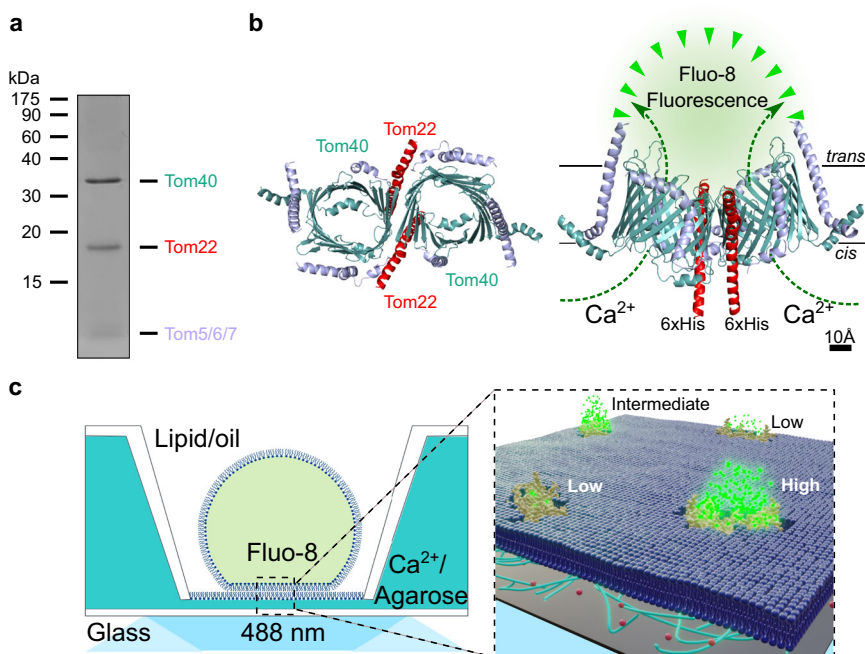 a
kDa
175
90
60
40
30
20
15
Tom40
Tom22
Tom5/6/7
b
Tom22
Tom40
Tom40
Tom22
Fluo-8
Fluorescence
trans
cis
Ca²⁺
6xHis
6xHis
Ca²⁺
10Å
c
Lipid/oil
Fluo-8
Ca²⁺/
Agarose
Glass
488 nm
Intermediate
Low
Low
High